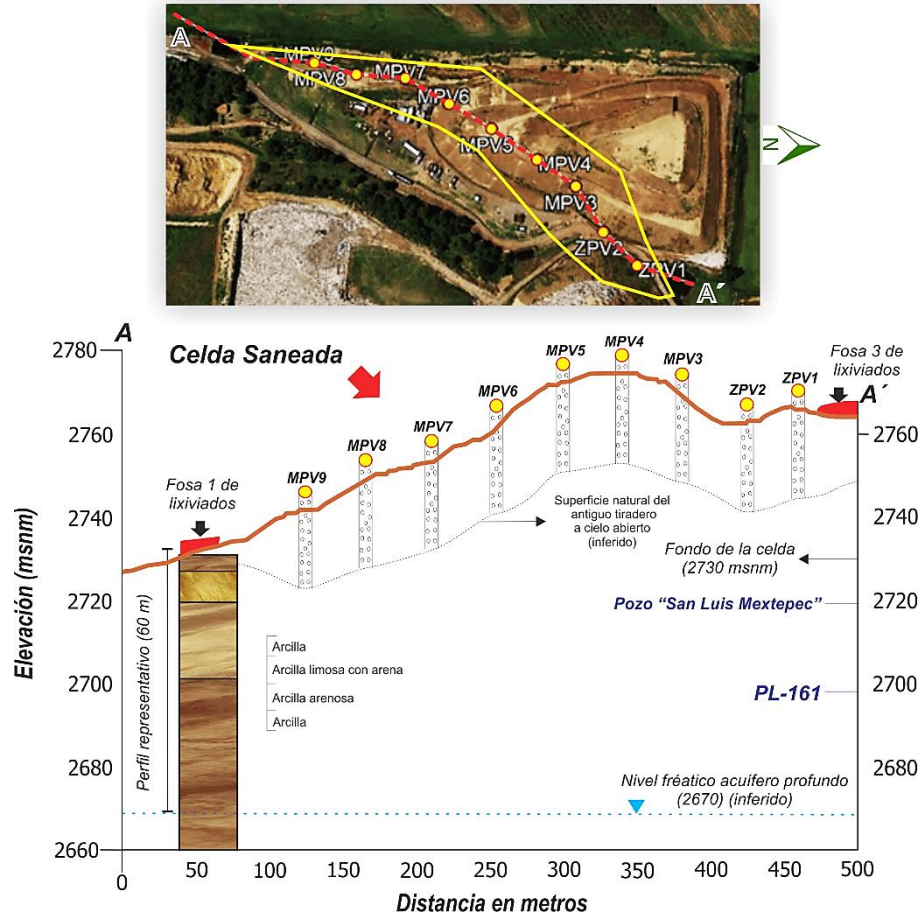 A
MPV9
MPV8
MPV7
MPV6
MPV5
MPV4
MPV3
ZPV2
ZPV1
A´
N
A
Celda Saneada
2780
2760
2740
2720
2700
2680
2660
Elevación (msnm)
Fosa 1 de
lixiviados
MPV9
MPV8
MPV7
MPV6
MPV5
MPV4
MPV3
ZPV2
ZPV1
Fosa 3 de
lixiviados
A´
2760
2740
2720
2700
2680
Superficie natural del
antiguo tiradero
a cielo abierto
(inferido)
Fondo de la celda
(2730 msnm)
Pozo “San Luis Mextepec”
PL-161
Perfil representativo (60 m)
Arcilla
Arcilla limosa con arena
Arcilla arenosa
Arcilla
Nivel fréatico acuífero profundo
(2670) (inferido)
0
50
100
150
200
250
300
350
400
450
500
Distancia en metros